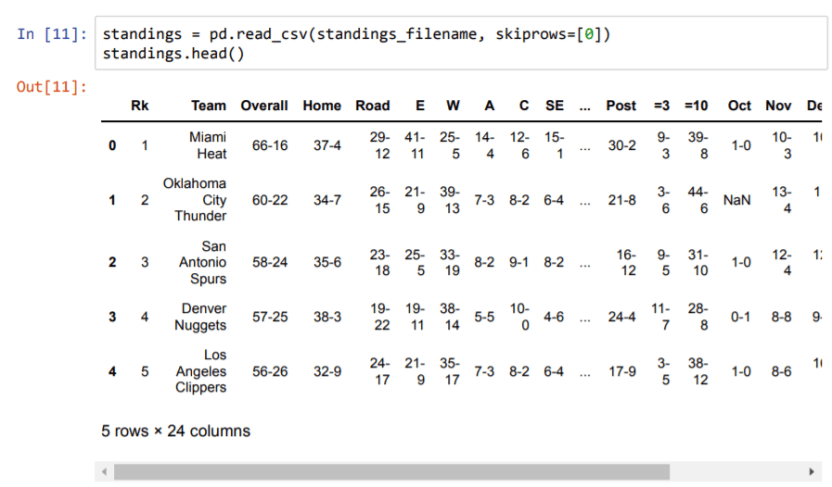 In [11]: standings = pd.read_csv(standings_filename, skiprows=[0])
standings.head()
Out[11]:
Rk Team Overall Home Road E W A C SE ... Post =3 =10 Oct Nov De
0 1 Miami Heat 66-16 37-4 29-12 41-11 25-5 14-4 12-6 15-1 ... 30-2 9-3 39-8 1-0 10-3 1
1 2 Oklahoma City Thunder 60-22 34-7 26-15 21-9 39-13 7-3 8-2 6-4 ... 21-8 3-6 44-6 NaN 13-4 1
2 3 San Antonio Spurs 58-24 35-6 23-18 25-5 33-19 8-2 9-1 8-2 ... 16-12 9-5 31-10 1-0 12-4 1
3 4 Denver Nuggets 57-25 38-3 19-22 19-11 38-14 5-5 10-0 4-6 ... 24-4 11-7 28-8 0-1 8-8 9-
4 5 Los Angeles Clippers 56-26 32-9 24-17 21-9 35-17 7-3 8-2 6-4 ... 17-9 3-5 38-12 1-0 8-6 1
5 rows × 24 columns